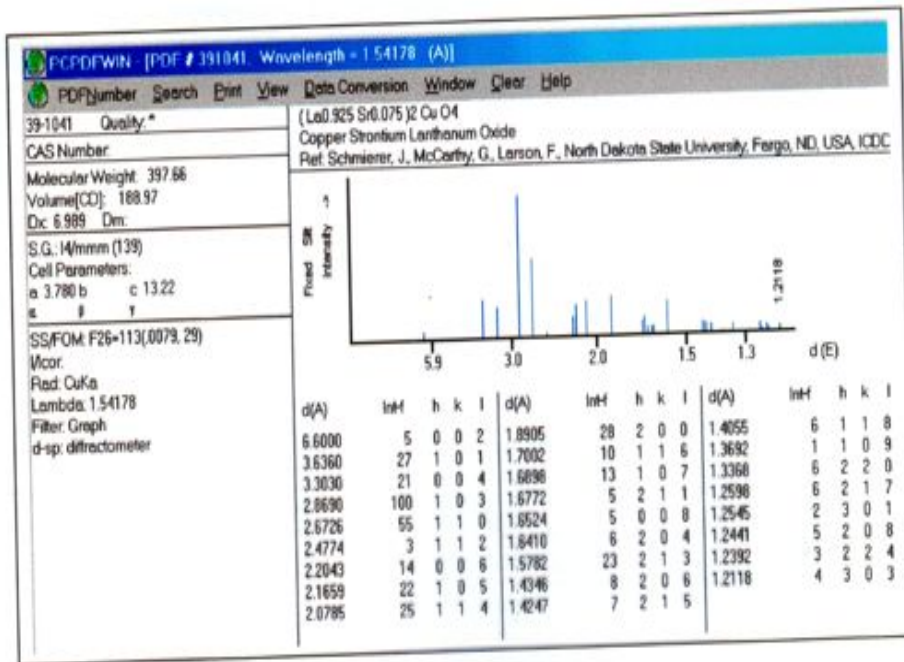 PCPDFWIN - [PDF # 391041. Wavelength = 1.54178 (A)]
PDFNumber Search Print View Data Conversion Window Clear Help
39-1041 Quality: *
CAS Number:
Molecular Weight: 397.66
Volume[CD]: 188.97
Dx: 6.989 Dm:
S.G.: I4/mmm (139)
Cell Parameters:
a 3.780 b c 13.22
α β γ
SS/FOM: F26=113(.0079, 29)
I/Icor:
Rad: CuKa
Lambda: 1.54178
Filter: Graph
d-sp: diffractometer
( La0.925 Sr0.075 )2 Cu O4
Copper Strontium Lanthanum Oxide
Ref: Schmierer, J., McCarthy, G., Larson, F., North Dakota State University, Fargo, ND, USA, ICDD
Fixed Slit
Intensity ->
1.2118
5.9 3.0 2.0 1.5 1.3 d (E)
d(A) Int-f h k l d(A) Int-f h k l d(A) Int-f h k l
6.6000 5 0 0 2 1.8905 28 2 0 0 1.4055 6 1 1 8
3.6360 27 1 0 1 1.7002 10 1 1 6 1.3692 1 1 0 9
3.3030 21 0 0 4 1.6898 13 1 0 7 1.3368 6 2 2 0
2.8690 100 1 0 3 1.6772 5 2 1 1 1.2598 6 2 1 7
2.6726 55 1 1 0 1.6524 5 0 0 8 1.2545 2 3 0 1
2.4774 3 1 1 2 1.6410 6 2 0 4 1.2441 5 2 0 8
2.2043 14 0 0 6 1.5782 23 2 1 3 1.2392 3 2 2 4
2.1659 22 1 0 5 1.4346 8 2 0 6 1.2118 4 3 0 3
2.0785 25 1 1 4 1.4247 7 2 1 5